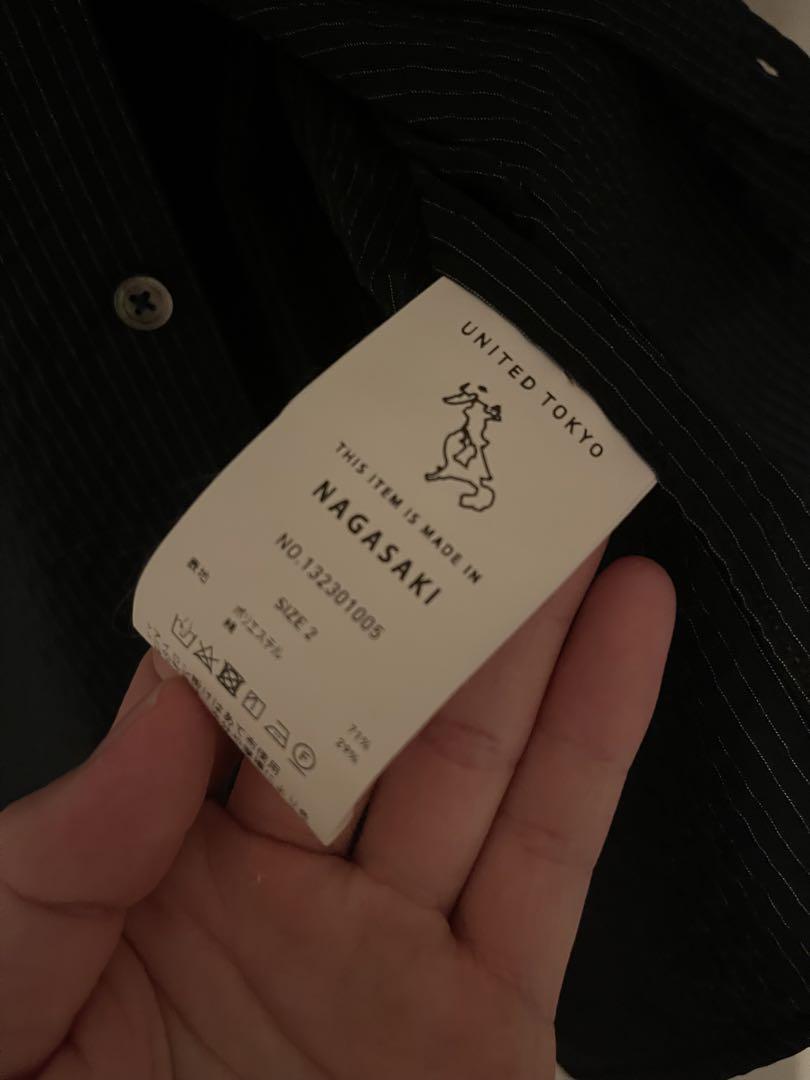 UNITED TOKYO
THIS ITEM IS MADE IN
NAGASAKI
NO.132301005
SIZE 2
表地
ポリエステル 71%
綿 29%
F